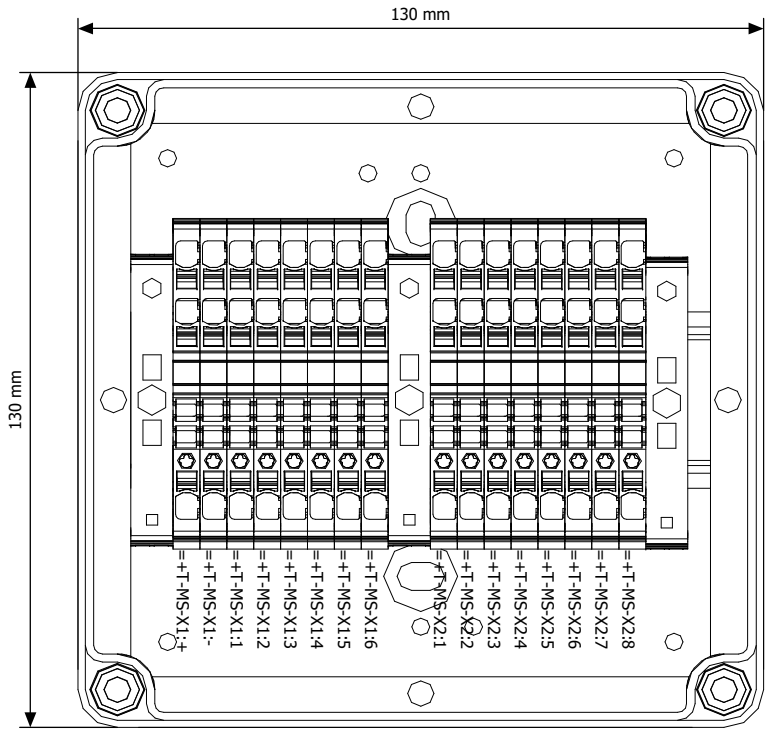 130 mm
130 mm
=+T-MS-X1:+
=+T-MS-X1:-
=+T-MS-X1:1
=+T-MS-X1:2
=+T-MS-X1:3
=+T-MS-X1:4
=+T-MS-X1:5
=+T-MS-X1:6
=+T-MS-X2:1
=+T-MS-X2:2
=+T-MS-X2:3
=+T-MS-X2:4
=+T-MS-X2:5
=+T-MS-X2:6
=+T-MS-X2:7
=+T-MS-X2:8